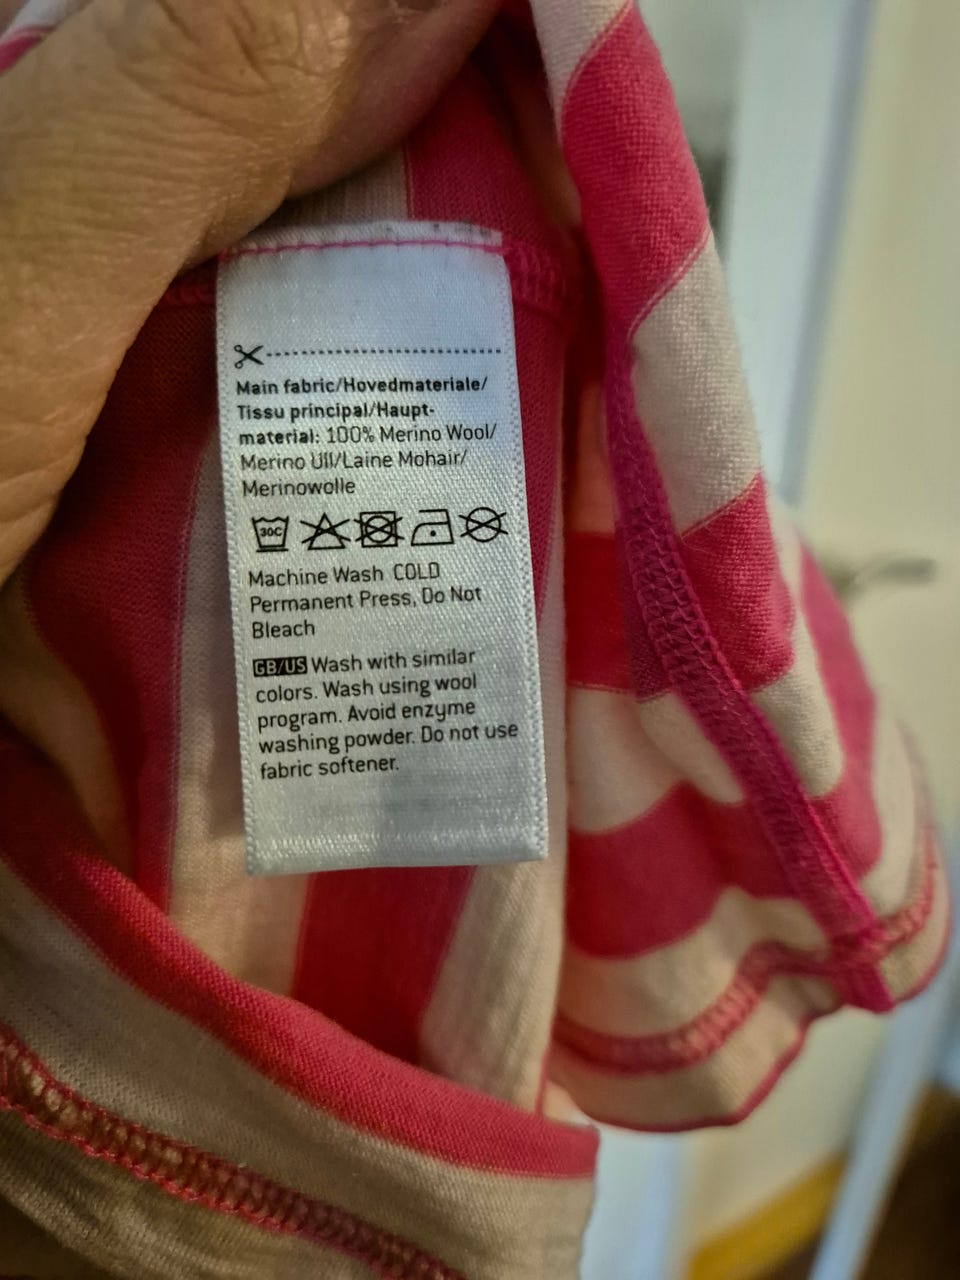 Main fabric/Hovedmateriale/
Tissu principal/Haupt-
material: 100% Merino Wool/
Merino Ull/Laine Mohair/
Merinowolle
30C
Machine Wash COLD
Permanent Press, Do Not
Bleach
GB/US Wash with similar
colors. Wash using wool
program. Avoid enzyme
washing powder. Do not use
fabric softener.